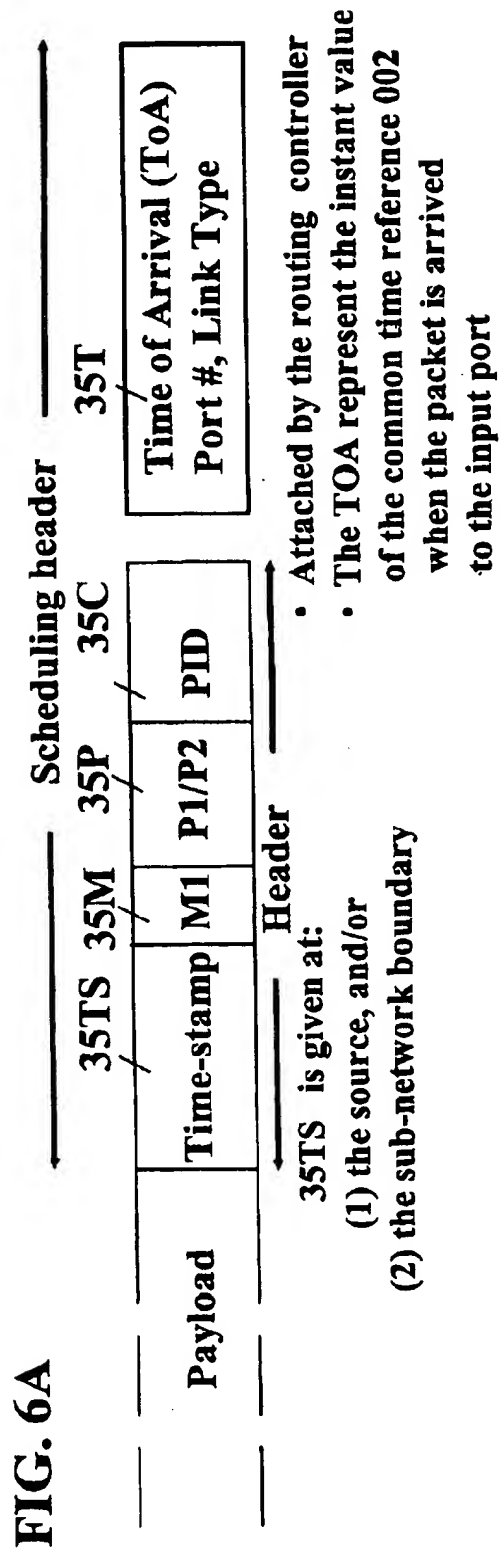 FIG. 6A
Scheduling header
35TS 35M 35P 35C 35T
Payload Time-stamp M1 P1/P2 PID
Time of Arrival (ToA)
Port #, Link Type
Header
35TS is given at:
(1) the source, and/or
(2) the sub-network boundary
• Attached by the routing controller
• The TOA represent the instant value
of the common time reference 002
when the packet is arrived
to the input port